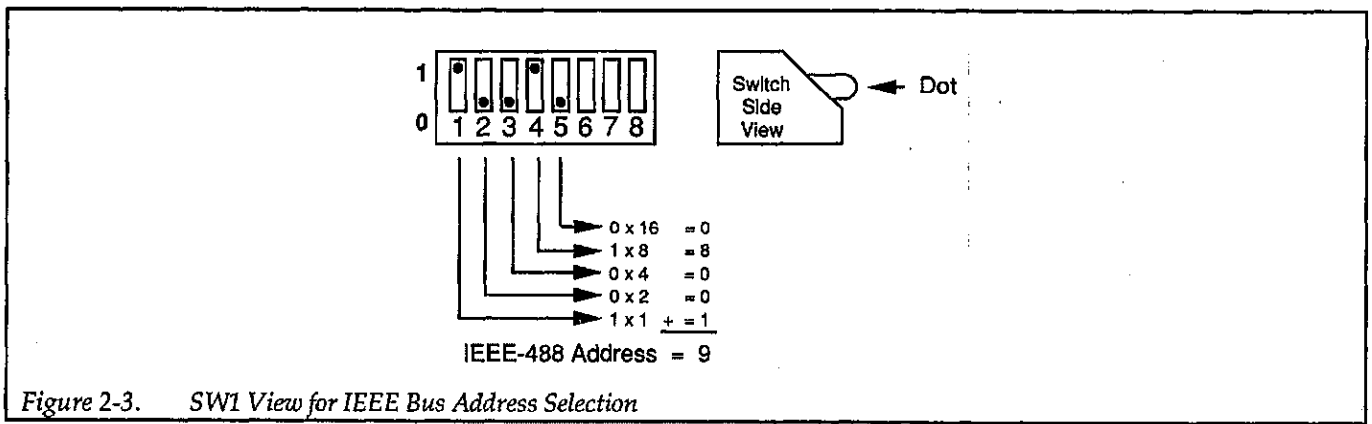 1
0
1 2 3 4 5 6 7 8
Switch
Side
View
Dot
0 x 16 = 0
1 x 8 = 8
0 x 4 = 0
0 x 2 = 0
1 x 1 + = 1
IEEE-488 Address = 9
Figure 2-3. SW1 View for IEEE Bus Address Selection